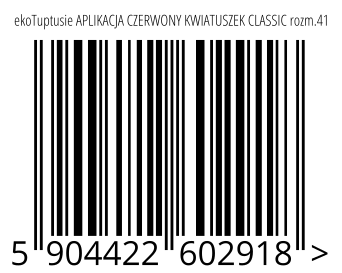 ekoTuptusie APLIKACJA CZERWONY KWIATUSZEK CLASSIC rozm.41
5 904422 602918 >